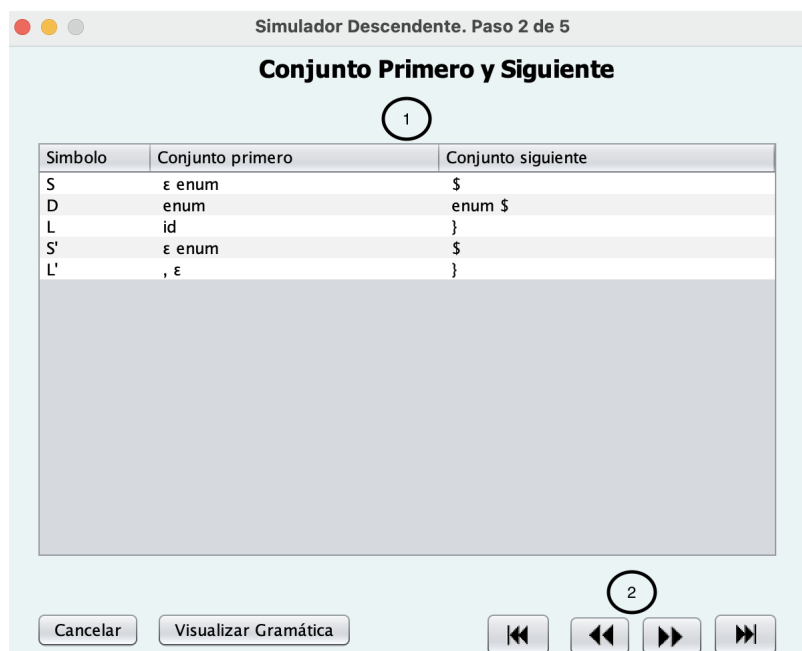 Simulador Descendente. Paso 2 de 5
Conjunto Primero y Siguiente
1
Simbolo Conjunto primero Conjunto siguiente
S ε enum $
D enum enum $
L id }
S' ε enum $
L' , ε }
2
Cancelar Visualizar Gramática